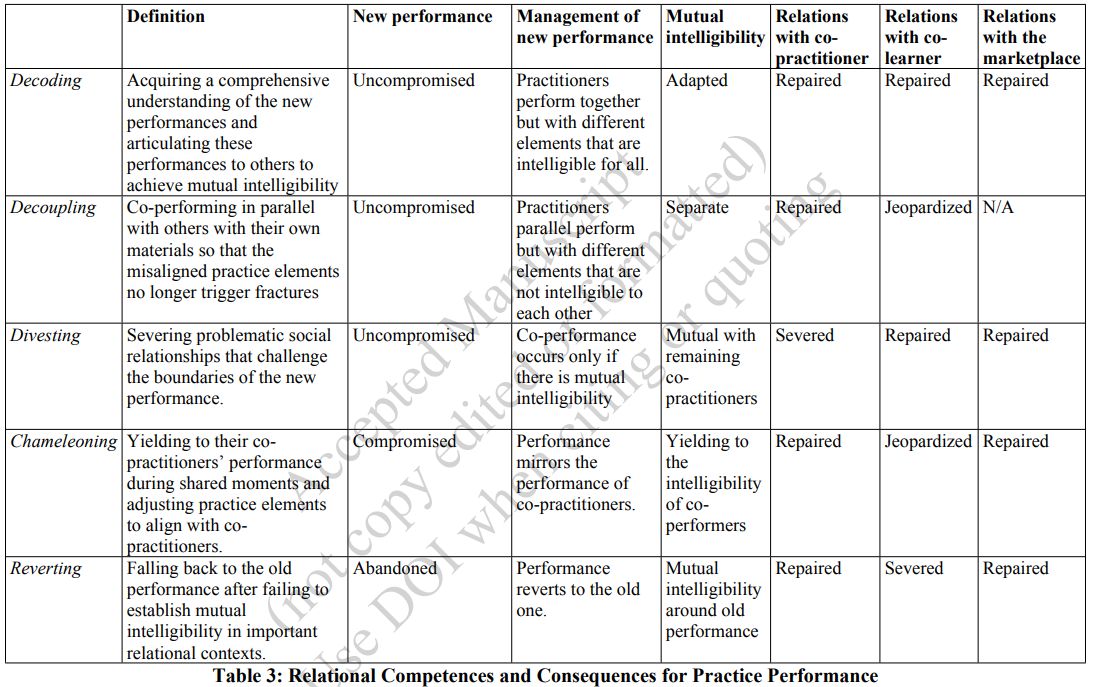 Definition
New performance
Management of
new performance
Mutual
intelligibility
Relations
with co-
practitioner
Relations
with co-
learner
Relations
with the
marketplace
Decoding
Acquiring a comprehensive
understanding of the new
performances and
articulating these
performances to others to
achieve mutual intelligibility
Uncompromised
Practitioners
perform together
but with different
elements that are
intelligible for all.
Adapted
Repaired
Repaired
Repaired
Decoupling
Co-performing in parallel
with others with their own
materials so that the
misaligned practice elements
no longer trigger fractures
Uncompromised
Practitioners
parallel perform
but with different
elements that are
not intelligible to
each other
Separate
Repaired
Jeopardized
N/A
Divesting
Severing problematic social
relationships that challenge
the boundaries of the new
performance.
Uncompromised
Co-performance
occurs only if
there is mutual
intelligibility
Mutual with
remaining
co-
practitioners
Severed
Repaired
Repaired
Chameleoning
Yielding to their co-
practitioners' performance
during shared moments and
adjusting practice elements
to align with co-
practitioners.
Compromised
Performance
mirrors the
performance of
co-practitioners.
Yielding to
the
intelligibility
of co-
performers
Repaired
Jeopardized
Repaired
Reverting
Falling back to the old
performance after failing to
establish mutual
intelligibility in important
relational contexts.
Abandoned
Performance
reverts to the old
one.
Mutual
intelligibility
around old
performance
Repaired
Severed
Repaired
Table 3: Relational Competences and Consequences for Practice Performance
Accepted Manuscript
(not copy edited or formatted)
Use DOI when citing or quoting